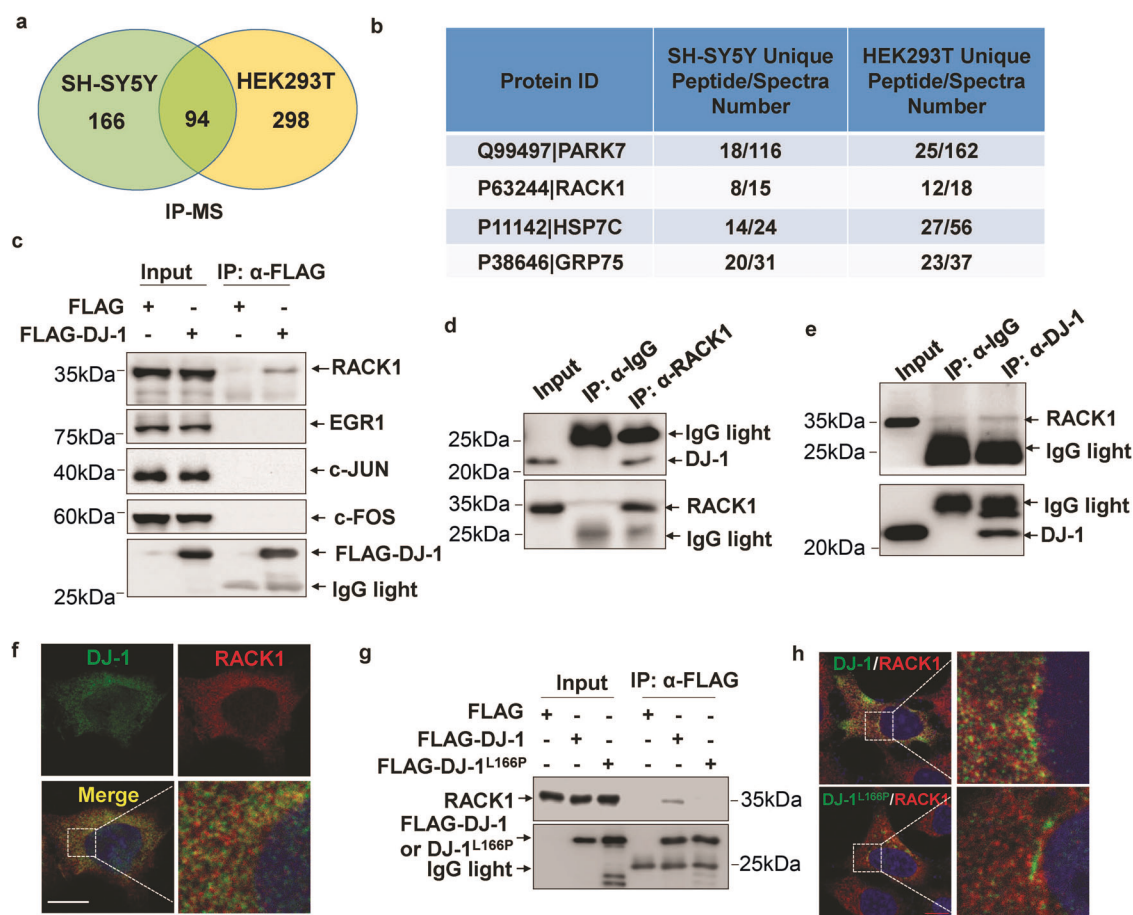 a
SH-SY5Y
HEK293T
166
94
298
IP-MS
b
Protein ID
SH-SY5Y Unique
Peptide/Spectra
Number
HEK293T Unique
Peptide/Spectra
Number
Q99497|PARK7 18/116 25/162
P63244|RACK1 8/15 12/18
P11142|HSP7C 14/24 27/56
P38646|GRP75 20/31 23/37
c
Input IP: α-FLAG
FLAG + - + -
FLAG-DJ-1 - + - +
35kDa RACK1
EGR1
75kDa
40kDa c-JUN
60kDa c-FOS
FLAG-DJ-1
IgG light
25kDa
d
Input
IP: α-IgG
IP: α-RACK1
25kDa IgG light
20kDa DJ-1
35kDa RACK1
25kDa IgG light
e
Input
IP: α-IgG
IP: α-DJ-1
35kDa RACK1
25kDa IgG light
IgG light
20kDa DJ-1
f
DJ-1
RACK1
Merge
g
Input IP: α-FLAG
FLAG + - - + - -
FLAG-DJ-1 - + - - + -
FLAG-DJ-1L166P - - + - - +
RACK1 35kDa
FLAG-DJ-1
or DJ-1L166P
IgG light 25kDa
h
DJ-1/RACK1
DJ-1L166P/RACK1